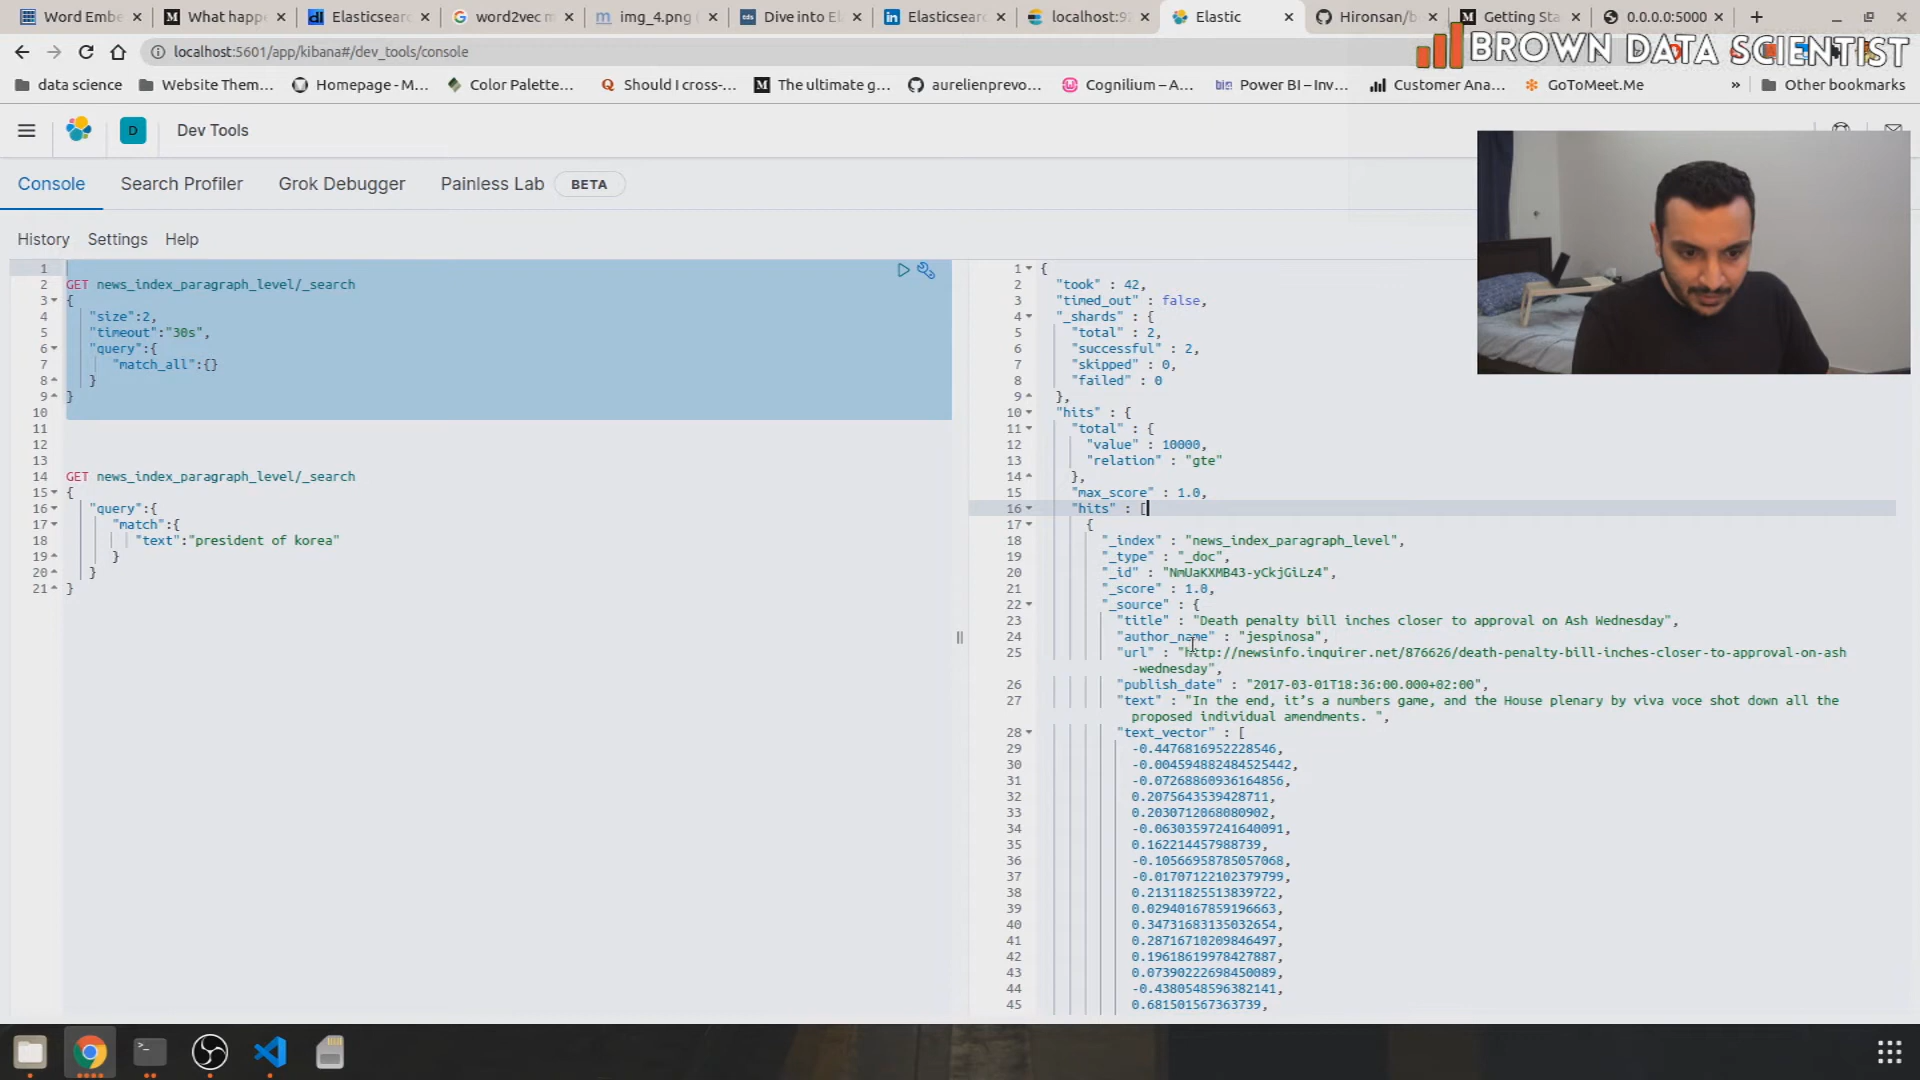 Word Embe
What happe
Elasticsear
word2vec m
img_4.png (
Dive into El
Elasticsear
localhost:92
Elastic
Hironsan/b
Getting Sta
0.0.0.0:5000
localhost:5601/app/kibana#/dev_tools/console
BROWN DATA SCIENTIST
data science
Website Them...
Homepage - M...
Color Palette...
Should I cross-...
The ultimate g...
aurelienprevo...
Cognilium – A...
Power BI – Inv...
Customer Ana...
GoToMeet.Me
»
Other bookmarks
D
Dev Tools
Console
Search Profiler
Grok Debugger
Painless Lab
BETA
History
Settings
Help
1
2 GET news_index_paragraph_level/_search
3 {
4 "size":2,
5 "timeout":"30s",
6 "query":{
7 "match_all":{}
8 }
9 }
10
11
12
13
14 GET news_index_paragraph_level/_search
15 {
16 "query":{
17 "match":{
18 "text":"president of korea"
19 }
20 }
21 }
1 {
2 "took" : 42,
3 "timed_out" : false,
4 "_shards" : {
5 "total" : 2,
6 "successful" : 2,
7 "skipped" : 0,
8 "failed" : 0
9 },
10 "hits" : {
11 "total" : {
12 "value" : 10000,
13 "relation" : "gte"
14 },
15 "max_score" : 1.0,
16 "hits" : [
17 {
18 "_index" : "news_index_paragraph_level",
19 "_type" : "_doc",
20 "_id" : "NmUaKXMB43-yCkjGiLz4",
21 "_score" : 1.0,
22 "_source" : {
23 "title" : "Death penalty bill inches closer to approval on Ash Wednesday",
24 "author_name" : "jespinosa",
25 "url" : "http://newsinfo.inquirer.net/876626/death-penalty-bill-inches-closer-to-approval-on-ash
-wednesday",
26 "publish_date" : "2017-03-01T18:36:00.000+02:00",
27 "text" : "In the end, it’s a numbers game, and the House plenary by viva voce shot down all the
proposed individual amendments. ",
28 "text_vector" : [
29 -0.4476816952228546,
30 -0.004594882484525442,
31 -0.07268860936164856,
32 0.2075643539428711,
33 0.2030712068080902,
34 -0.06303597241640091,
35 0.162214457988739,
36 -0.10566958785057068,
37 -0.01707122102379799,
38 0.21311825513839722,
39 0.02940167859196663,
40 0.34731683135032654,
41 0.28716710209846497,
42 0.19618619978427887,
43 0.07390222698450089,
44 -0.4380548596382141,
45 0.681501567363739,